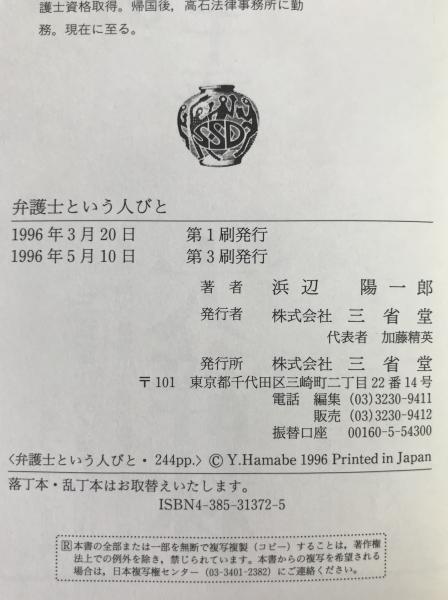 護士資格取得。帰国後，高石法律事務所に勤
務。現在に至る。
SSD
弁護士という人びと
1996年3月20日 第1刷発行
1996年5月10日 第3刷発行
著者 浜辺陽一郎
発行者 株式会社 三省堂
代表者 加藤精英
発行所 株式会社 三省堂
〒101 東京都千代田区三崎町二丁目22番14号
電話 編集 (03)3230-9411
販売 (03)3230-9412
振替口座 00160-5-54300
〈弁護士という人びと・244pp.〉 © Y.Hamabe 1996 Printed in Japan
落丁本・乱丁本はお取替えいたします。
ISBN4-385-31372-5
R 本書の全部または一部を無断で複写複製（コピー）することは，著作権
法上での例外を除き，禁じられています。本書からの複写を希望される
場合は，日本複写権センター (03-3401-2382) にご連絡ください。